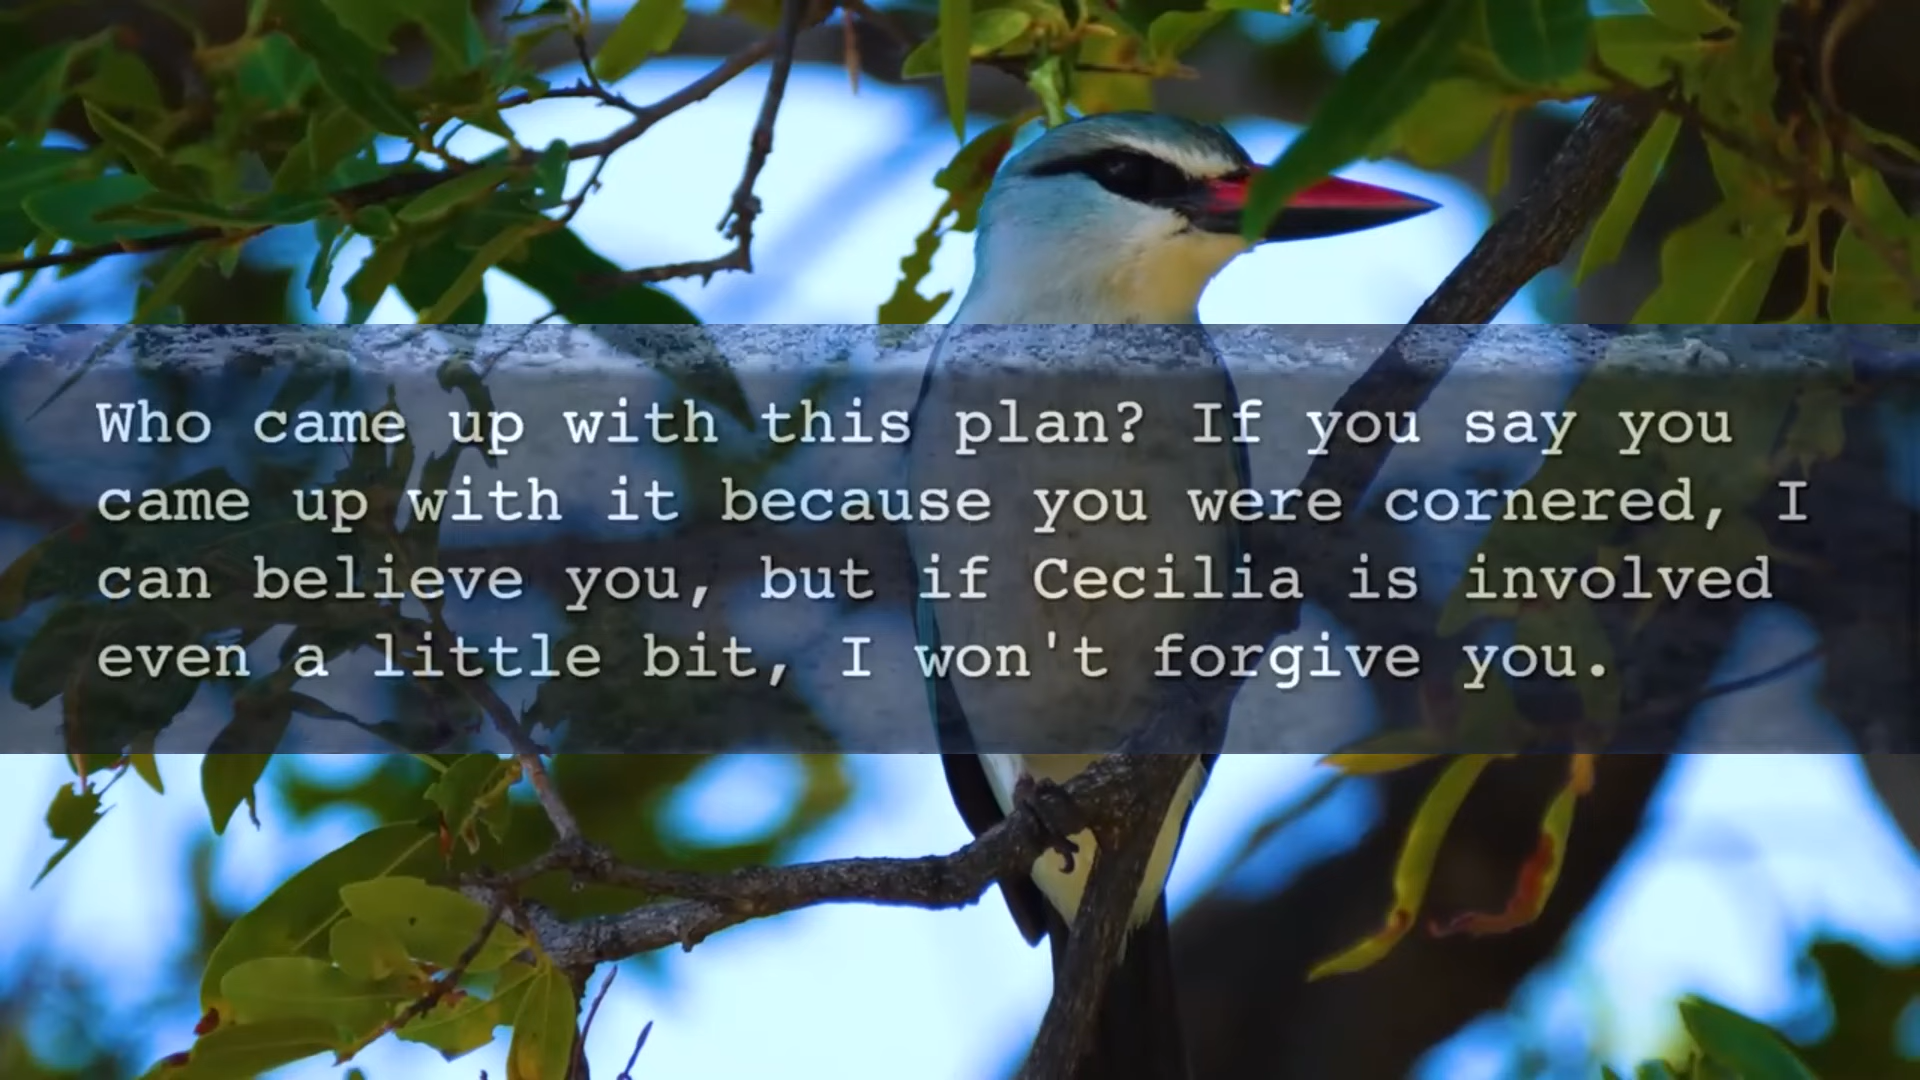 Who came up with this plan? If you say you
came up with it because you were cornered, I
can believe you, but if Cecilia is involved
even a little bit, I won't forgive you.